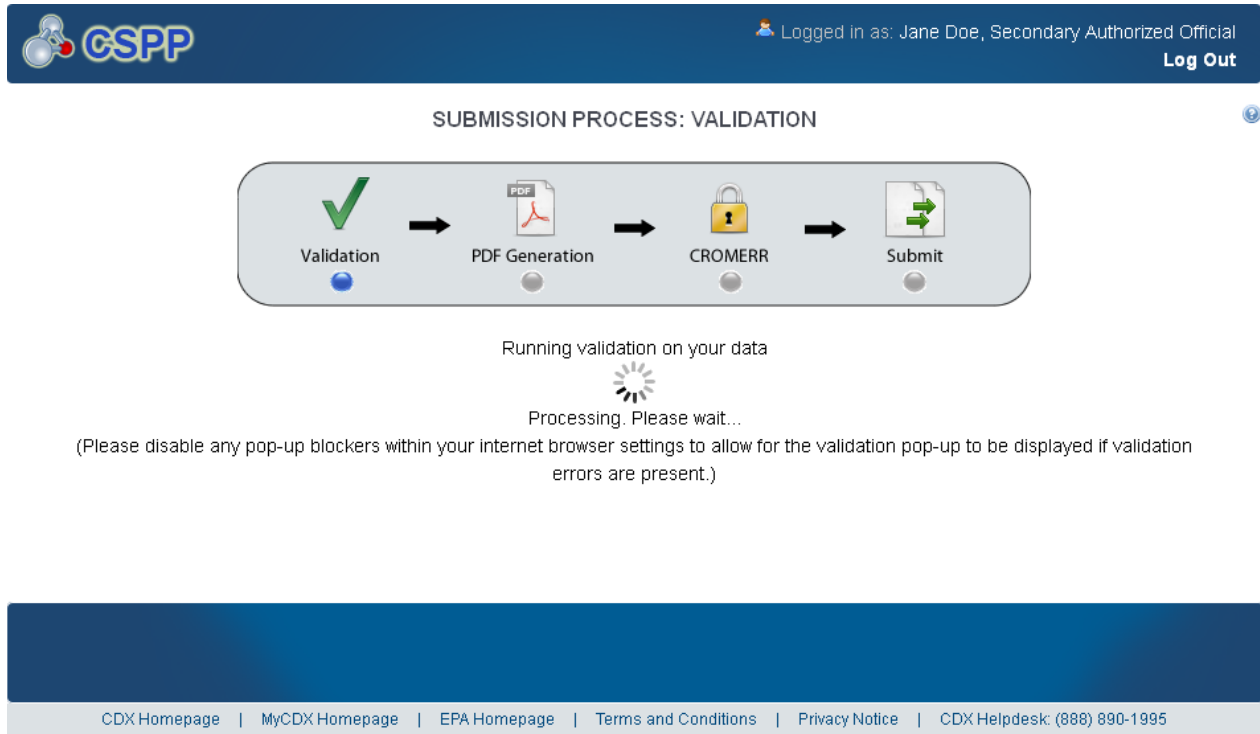 CSPP
Logged in as: Jane Doe, Secondary Authorized Official
Log Out
SUBMISSION PROCESS: VALIDATION
PDF
Validation
PDF Generation
CROMERR
Submit
Running validation on your data
Processing. Please wait...
(Please disable any pop-up blockers within your internet browser settings to allow for the validation pop-up to be displayed if validation
errors are present.)
CDX Homepage | MyCDX Homepage | EPA Homepage | Terms and Conditions | Privacy Notice | CDX Helpdesk: (888) 890-1995